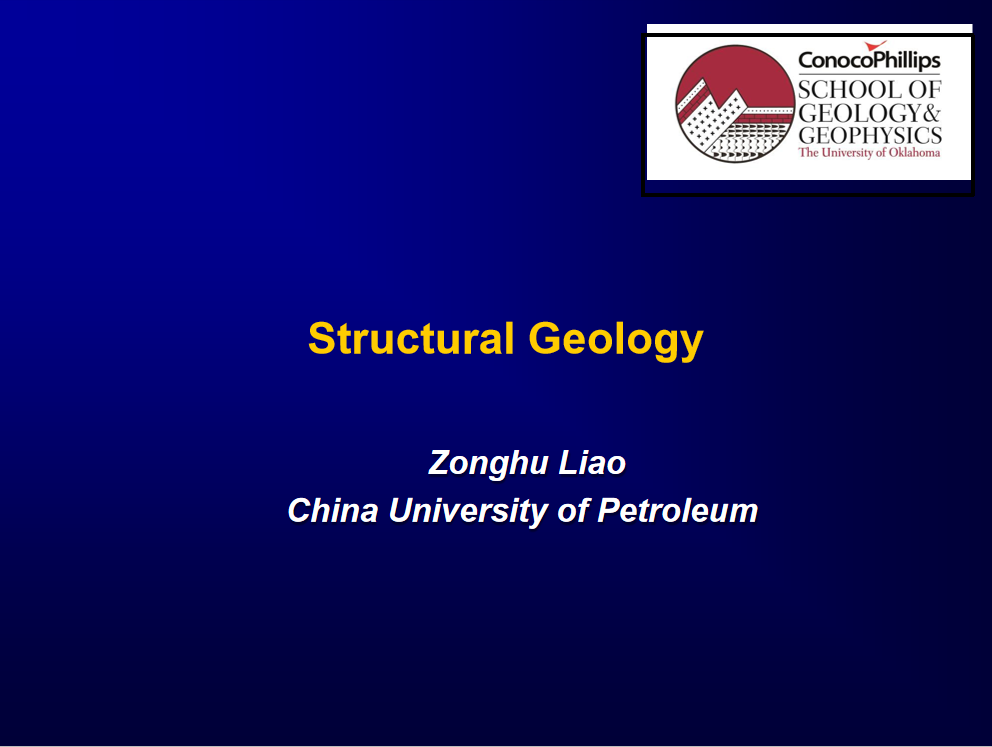 ConocoPhillips
SCHOOL OF
GEOLOGY&
GEOPHYSICS
The University of Oklahoma
Structural Geology
Zonghu Liao
China University of Petroleum